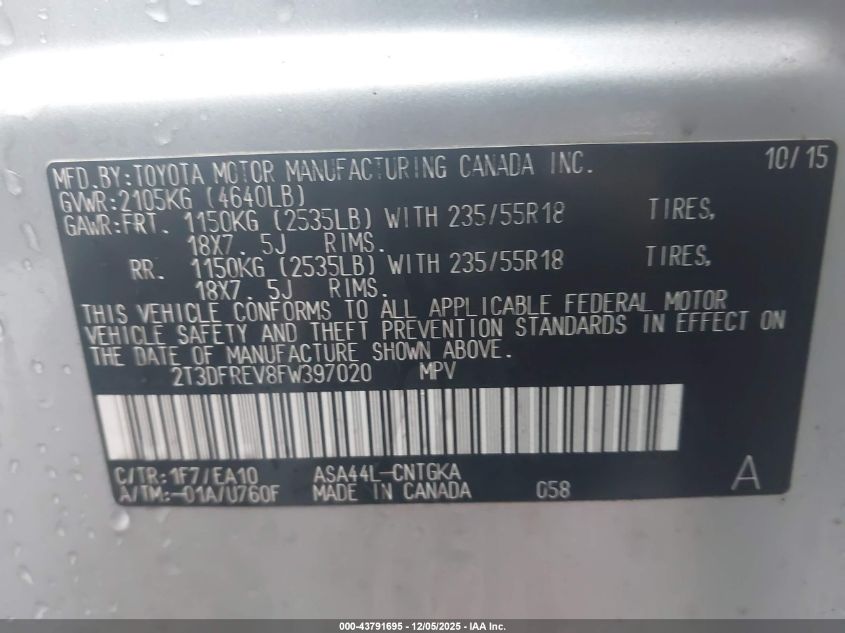 MFD.BY:TOYOTA MOTOR MANUFACTURING CANADA INC. 10/15
GVWR:2105KG (4640LB)
GAWR:FRT. 1150KG (2535LB) WITH 235/55R18 TIRES,
18X7. 5J RIMS.
RR. 1150KG (2535LB) WITH 235/55R18 TIRES,
18X7. 5J RIMS.
THIS VEHICLE CONFORMS TO ALL APPLICABLE FEDERAL MOTOR
VEHICLE SAFETY AND THEFT PREVENTION STANDARDS IN EFFECT ON
THE DATE OF MANUFACTURE SHOWN ABOVE.
2T3DFREV8FW397020 MPV
C/TR:1F7/EA10 ASA44L-CNTGKA
A/TM:-01A/U760F MADE IN CANADA 058 A
000-43791695 - 12/05/2025 - IAA Inc.